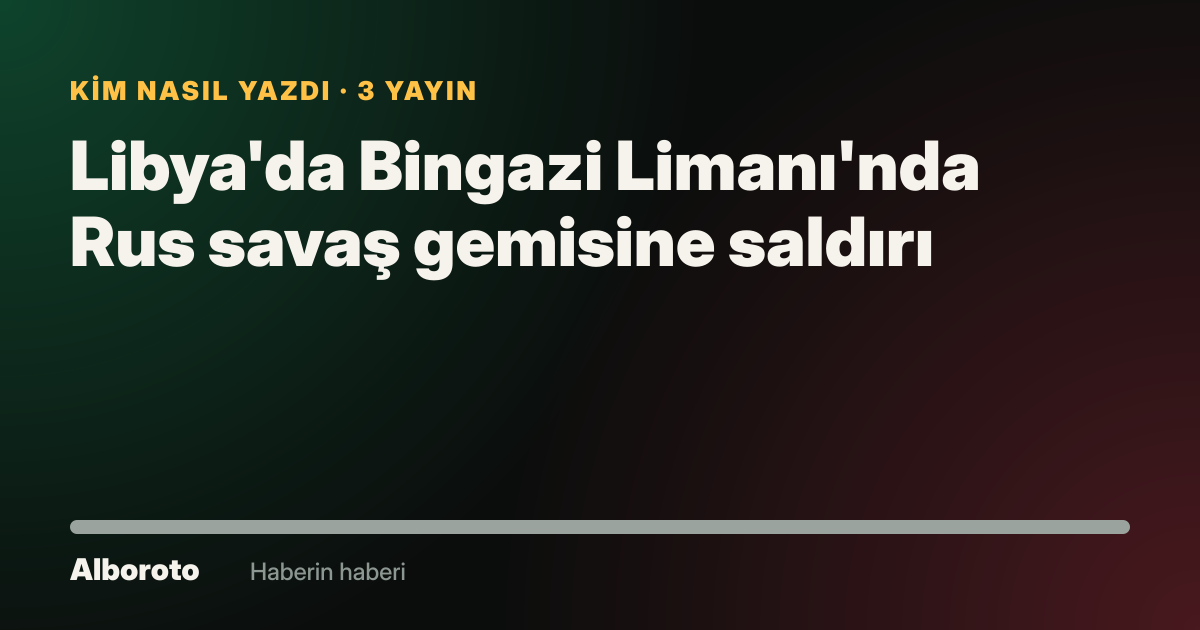 KİM NASIL YAZDI · 3 YAYIN
Libya'da Bingazi Limanı'nda
Rus savaş gemisine saldırı
Alboroto
Haberin haberi